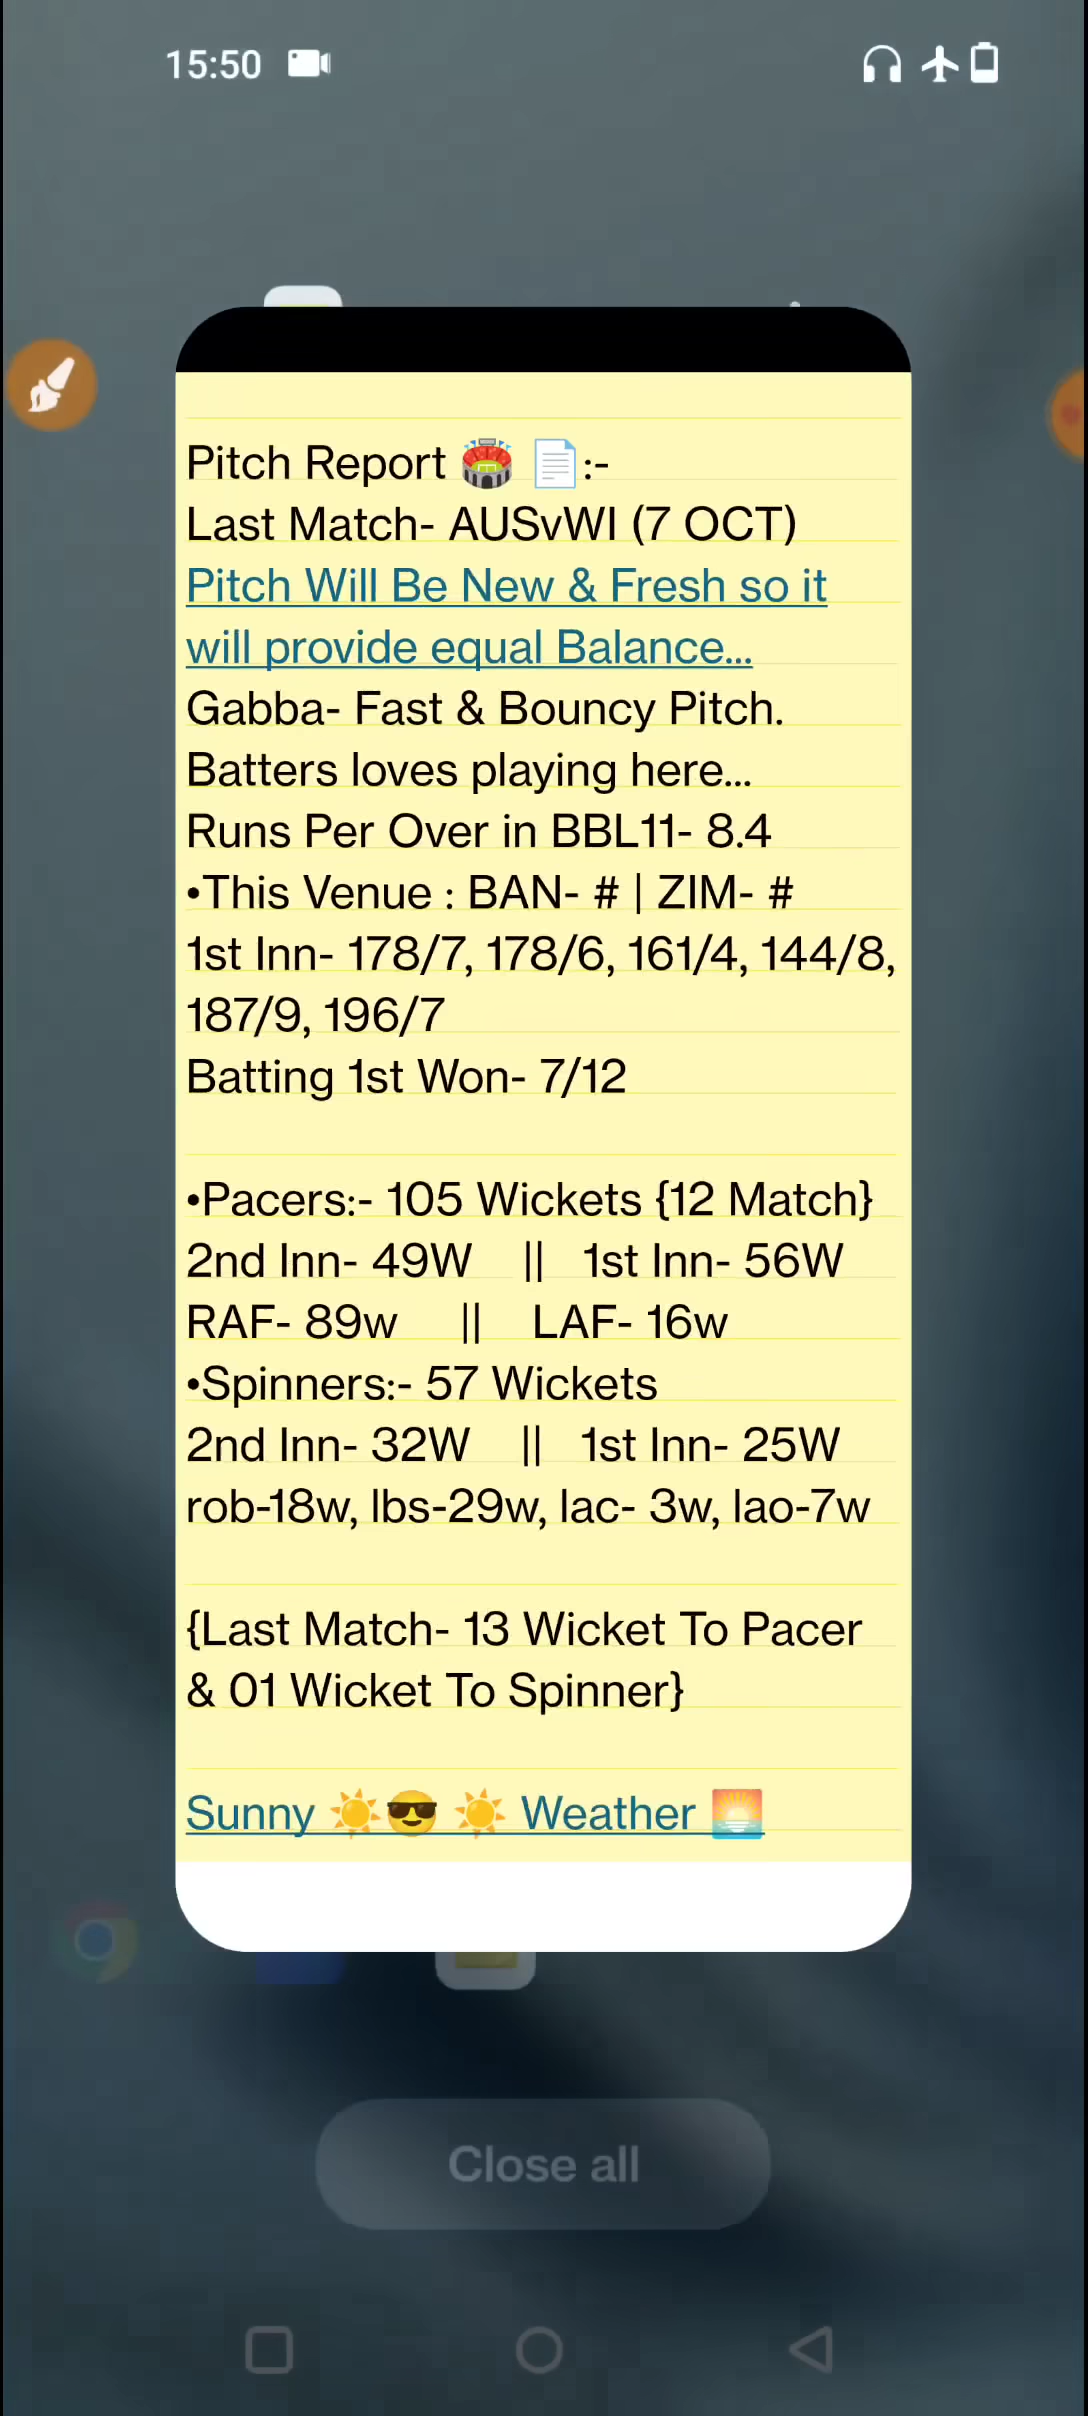 15:50
Pitch Report 🏟️ 📄:-
Last Match- AUSvWI (7 OCT)
Pitch Will Be New & Fresh so it
will provide equal Balance...
Gabba- Fast & Bouncy Pitch.
Batters loves playing here...
Runs Per Over in BBL11- 8.4
•This Venue : BAN- # | ZIM- #
1st Inn- 178/7, 178/6, 161/4, 144/8,
187/9, 196/7
Batting 1st Won- 7/12
•Pacers:- 105 Wickets {12 Match}
2nd Inn- 49W || 1st Inn- 56W
RAF- 89w || LAF- 16w
•Spinners:- 57 Wickets
2nd Inn- 32W || 1st Inn- 25W
rob-18w, lbs-29w, lac- 3w, lao-7w
{Last Match- 13 Wicket To Pacer
& 01 Wicket To Spinner}
Sunny ☀️😎 ☀️ Weather 🌅
Close all